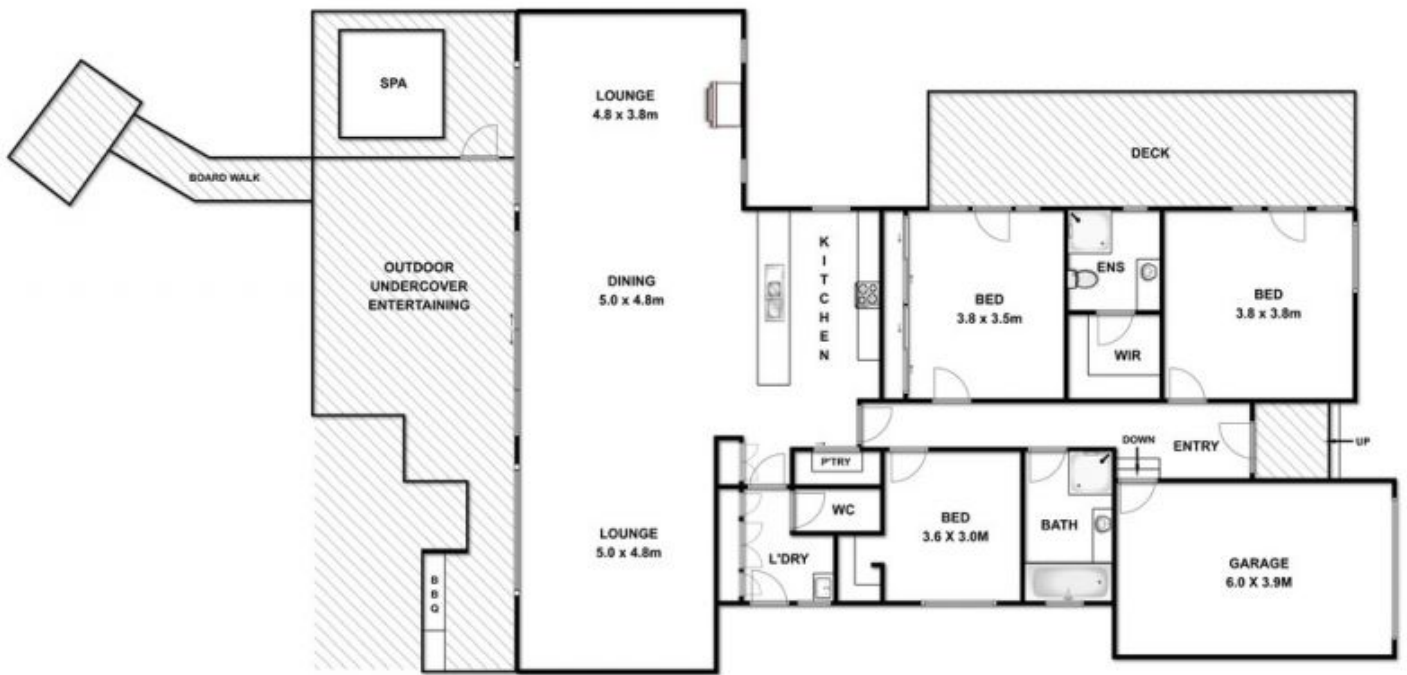 SPA
LOUNGE
4.8 x 3.8m
DECK
BOARD WALK
OUTDOOR
UNDERCOVER
ENTERTAINING
DINING
5.0 x 4.8m
KITCHEN
BED
3.8 x 3.5m
ENS
WIR
BED
3.8 x 3.8m
DOWN
ENTRY
UP
P'TRY
WC
LOUNGE
5.0 x 4.8m
L'DRY
BED
3.6 X 3.0M
BATH
GARAGE
6.0 X 3.9M
BBQ